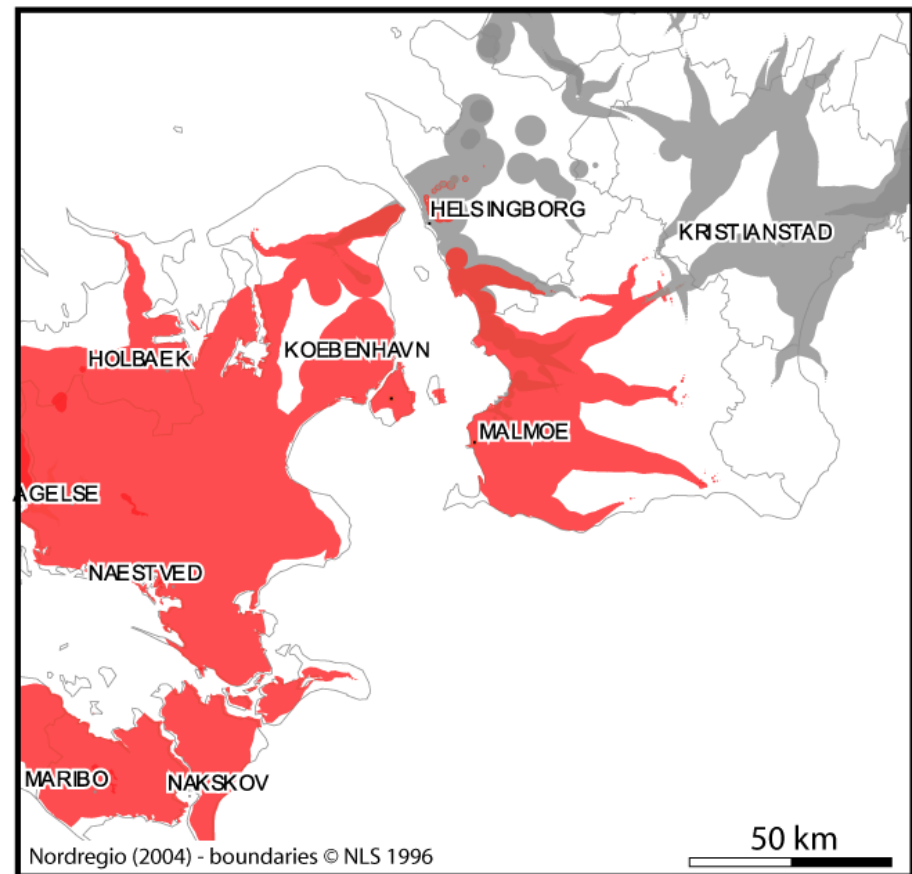 HELSINGBORG
KRISTIANSTAD
HOLBAEK
KOEBENHAVN
MALMOE
AGELSE
NAESTVED
MARIBO
NAKSKOV
50 km
Nordregio (2004) - boundaries © NLS 1996